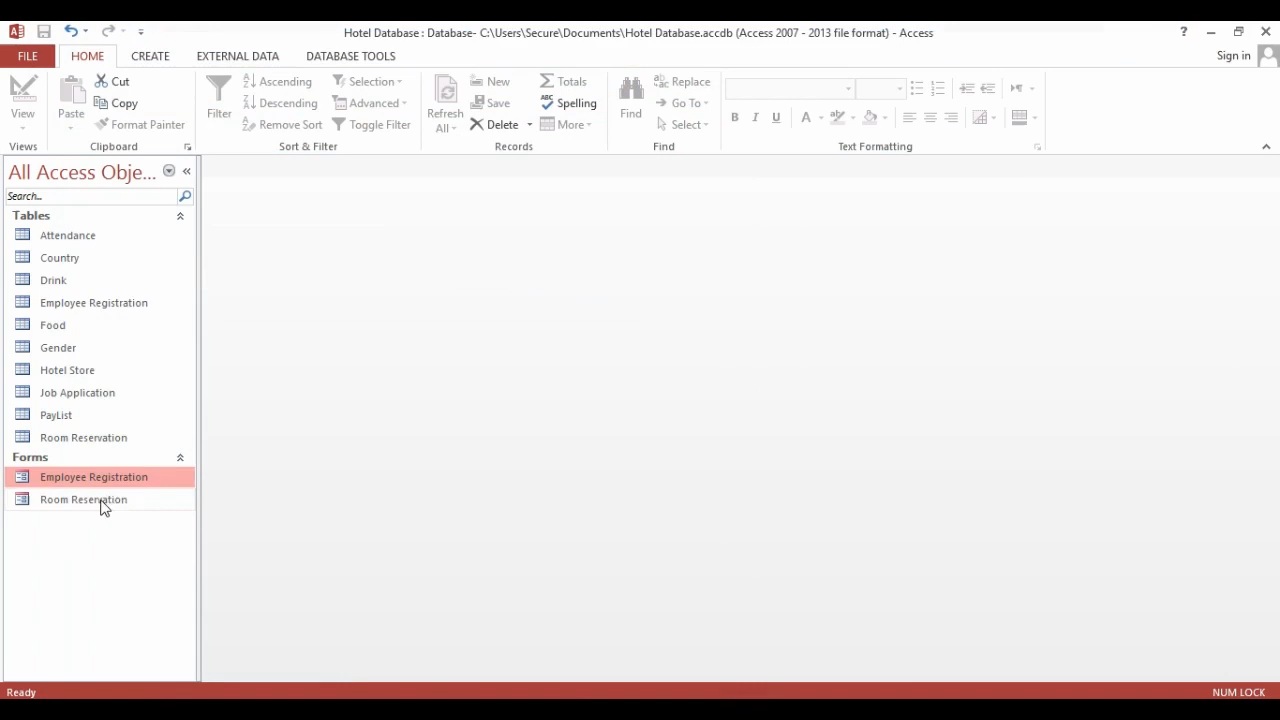 Hotel Database : Database- C:\Users\Secure\Documents\Hotel Database.accdb (Access 2007 - 2013 file format) - Access
?
FILE HOME CREATE EXTERNAL DATA DATABASE TOOLS Sign in
View
Views
Paste
Cut
Copy
Format Painter
Clipboard
Filter
Ascending
Descending
Remove Sort
Selection
Advanced
Toggle Filter
Sort & Filter
Refresh
All
New
Save
Delete
Totals
Spelling
More
Records
Find
Replace
Go To
Select
Find
B I U A
Text Formatting
All Access Obje...
Search..
Tables
Attendance
Country
Drink
Employee Registration
Food
Gender
Hotel Store
Job Application
PayList
Room Reservation
Forms
Employee Registration
Room Reservation
Ready NUM LOCK